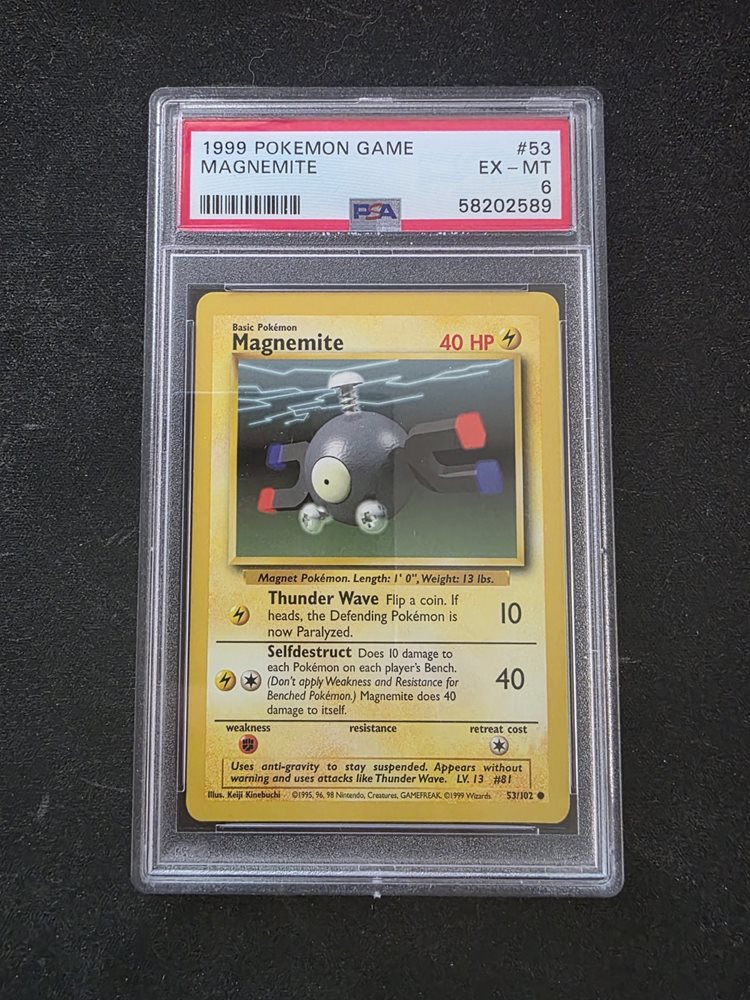 1999 POKEMON GAME #53
MAGNEMITE EX - MT
6
PSA 58202589
Basic Pokémon
Magnemite 40 HP
Magnet Pokémon. Length: 1' 0", Weight: 13 lbs.
Thunder Wave Flip a coin. If
heads, the Defending Pokémon is
now Paralyzed.
10
Selfdestruct Does 10 damage to
each Pokémon on each player's Bench.
(Don't apply Weakness and Resistance for
Benched Pokémon.) Magnemite does 40
damage to itself.
40
weakness resistance retreat cost
Uses anti-gravity to stay suspended. Appears without
warning and uses attacks like Thunder Wave. LV. 13 #81
Illus. Keiji Kinebuchi ©1995, 96, 98 Nintendo, Creatures, GAMEFREAK. ©1999 Wizards. 53/102